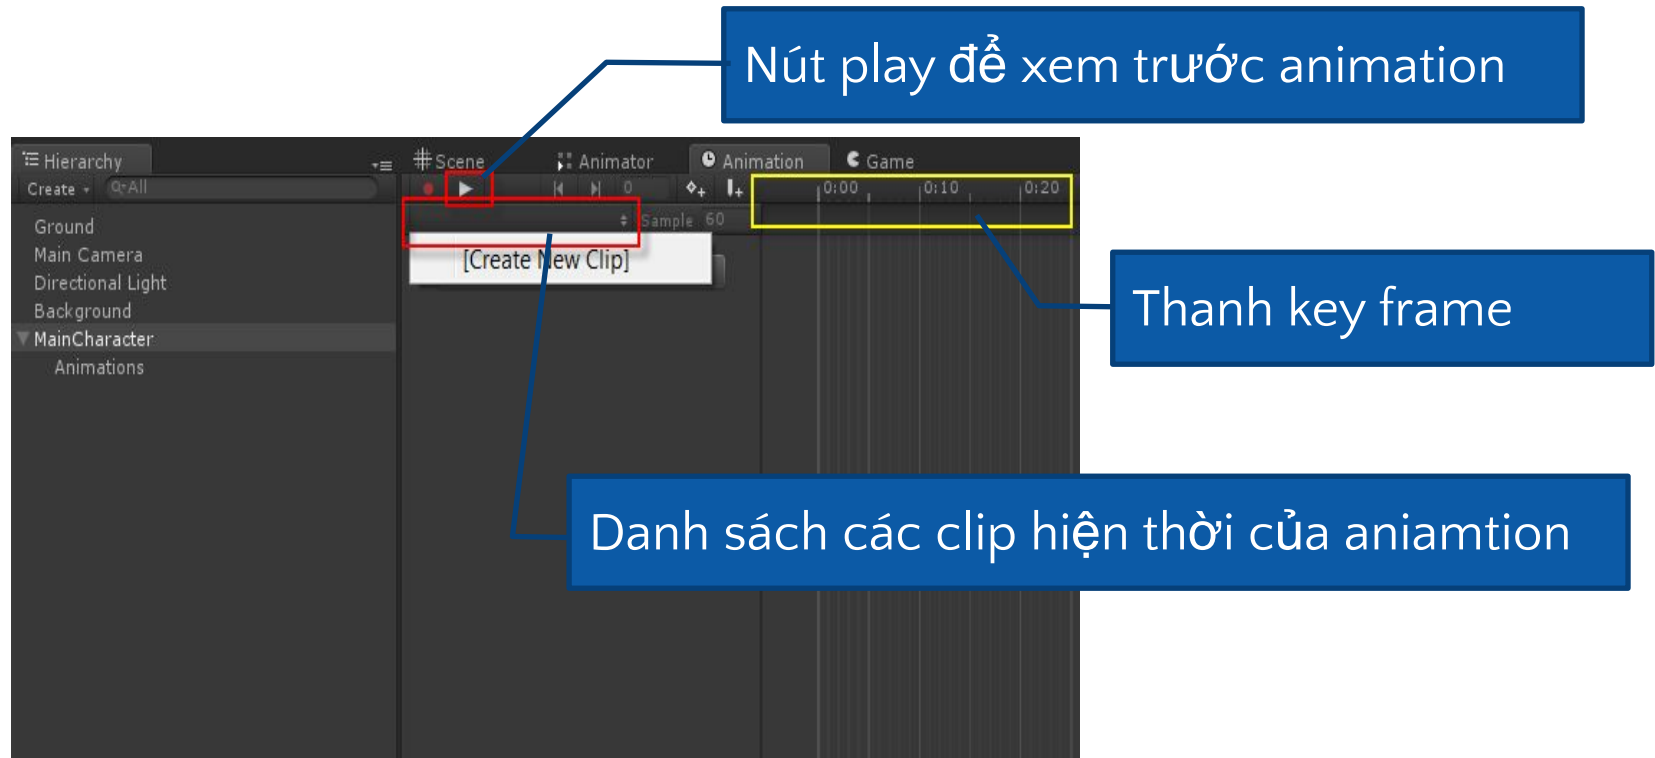 Nút play để xem trước animation
Hierarchy
Scene
Animator
Animation
Game
Create
All
0
0:00
0:10
0:20
Sample 60
Ground
Main Camera
Directional Light
Background
MainCharacter
Animations
[Create New Clip]
Thanh key frame
Danh sách các clip hiện thời của aniamtion